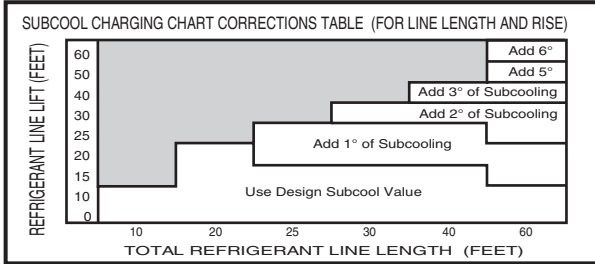 SUBCOOL CHARGING CHART CORRECTIONS TABLE (FOR LINE LENGTH AND RISE)
REFRIGERANT LINE LIFT (FEET)
60
50
40
30
25
20
15
10
0
Add 6°
Add 5°
Add 3° of Subcooling
Add 2° of Subcooling
Add 1° of Subcooling
Use Design Subcool Value
10 20 25 30 40 60
TOTAL REFRIGERANT LINE LENGTH (FEET)